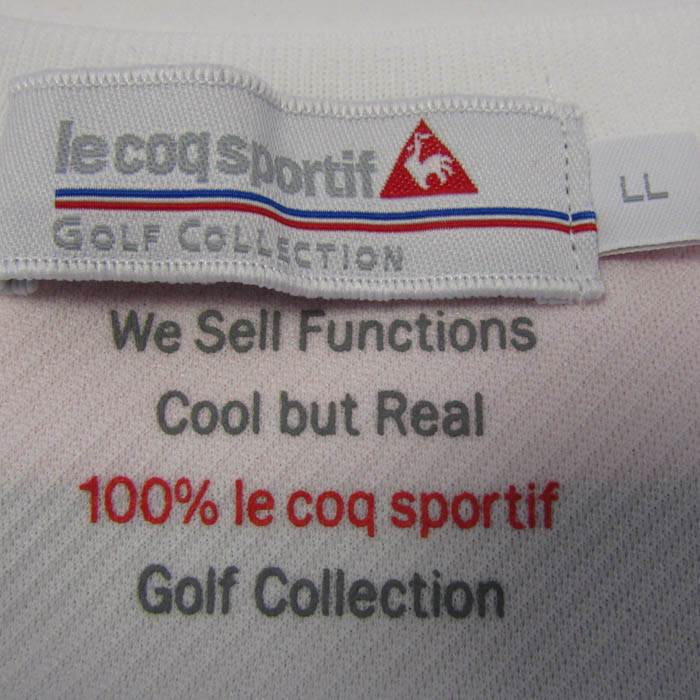 le coq sportif
GOLF COLLECTION
LL
We Sell Functions
Cool but Real
100% le coq sportif
Golf Collection